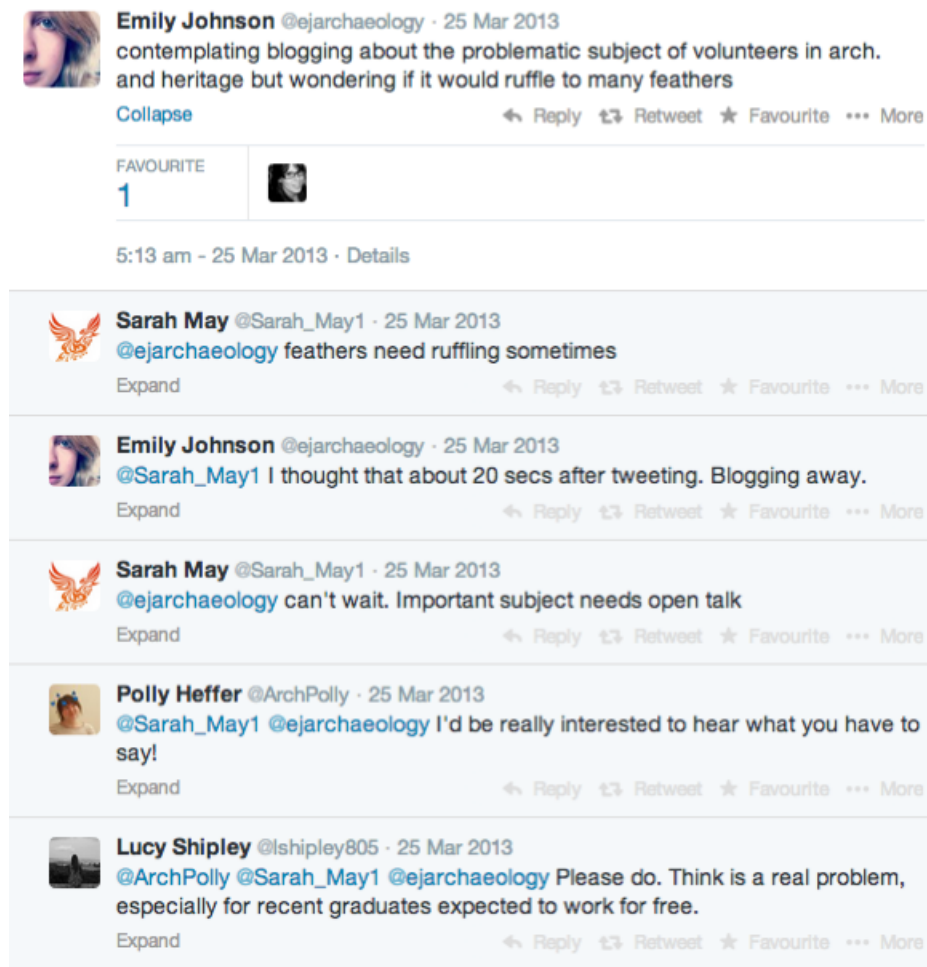 Emily Johnson @ejarchaeology · 25 Mar 2013
contemplating blogging about the problematic subject of volunteers in arch.
and heritage but wondering if it would ruffle to many feathers
Collapse Reply Retweet Favourite ••• More
FAVOURITE
1
5:13 am - 25 Mar 2013 · Details
Sarah May @Sarah_May1 · 25 Mar 2013
@ejarchaeology feathers need ruffling sometimes
Expand Reply Retweet Favourite ••• More
Emily Johnson @ejarchaeology · 25 Mar 2013
@Sarah_May1 I thought that about 20 secs after tweeting. Blogging away.
Expand Reply Retweet Favourite ••• More
Sarah May @Sarah_May1 · 25 Mar 2013
@ejarchaeology can't wait. Important subject needs open talk
Expand Reply Retweet Favourite ••• More
Polly Heffer @ArchPolly · 25 Mar 2013
@Sarah_May1 @ejarchaeology I'd be really interested to hear what you have to
say!
Expand Reply Retweet Favourite ••• More
Lucy Shipley @lshipley805 · 25 Mar 2013
@ArchPolly @Sarah_May1 @ejarchaeology Please do. Think is a real problem,
especially for recent graduates expected to work for free.
Expand Reply Retweet Favourite ••• More